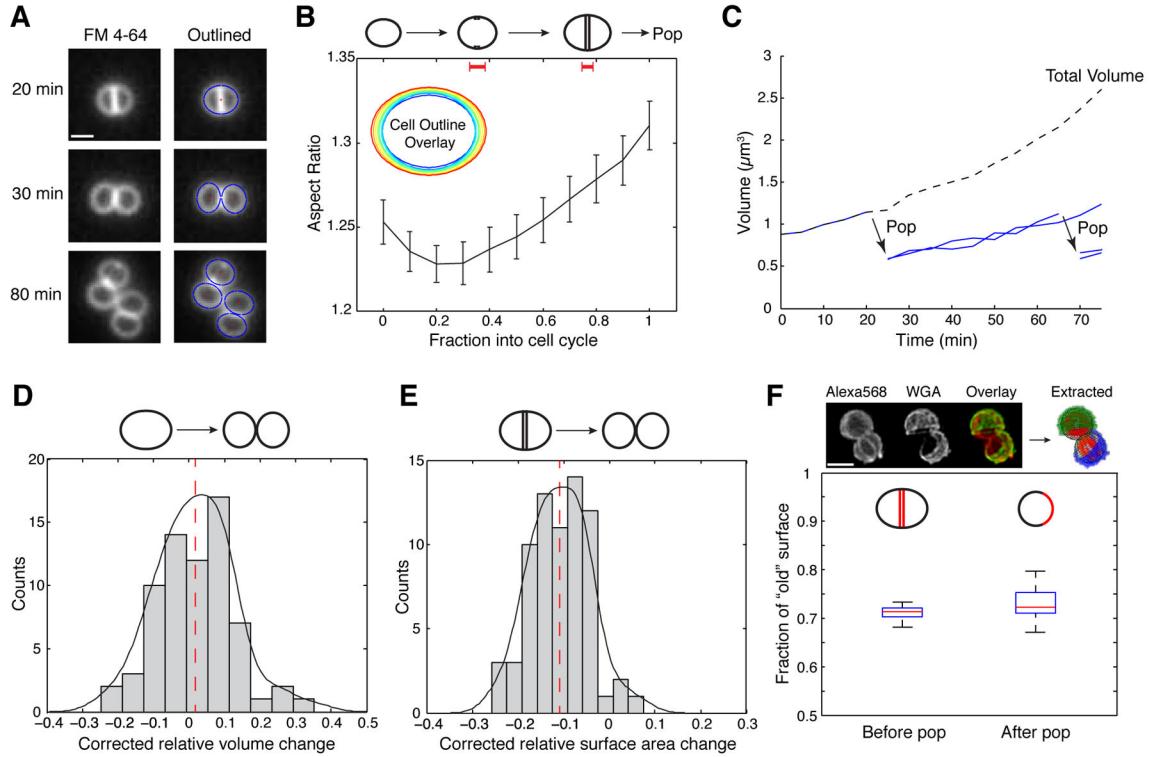 A
FM 4-64
Outlined
20 min
30 min
80 min
B
Pop
1.35
1.3
1.25
1.2
Aspect Ratio
Cell Outline
Overlay
0
0.2
0.4
0.6
0.8
1
Fraction into cell cycle
C
3
2.5
2
1.5
1
0.5
0
Volume (µm³)
Total Volume
Pop
Pop
0
10
20
30
40
50
60
70
Time (min)
D
20
15
10
5
0
Counts
−0.4 −0.3 −0.2 −0.1 0 0.1 0.2 0.3 0.4 0.5
Corrected relative volume change
E
15
10
5
0
Counts
−0.4 −0.3 −0.2 −0.1 0 0.1 0.2 0.3
Corrected relative surface area change
F
Alexa568 WGA Overlay Extracted
1
0.9
0.8
0.7
0.6
0.5
Fraction of “old” surface
Before pop
After pop